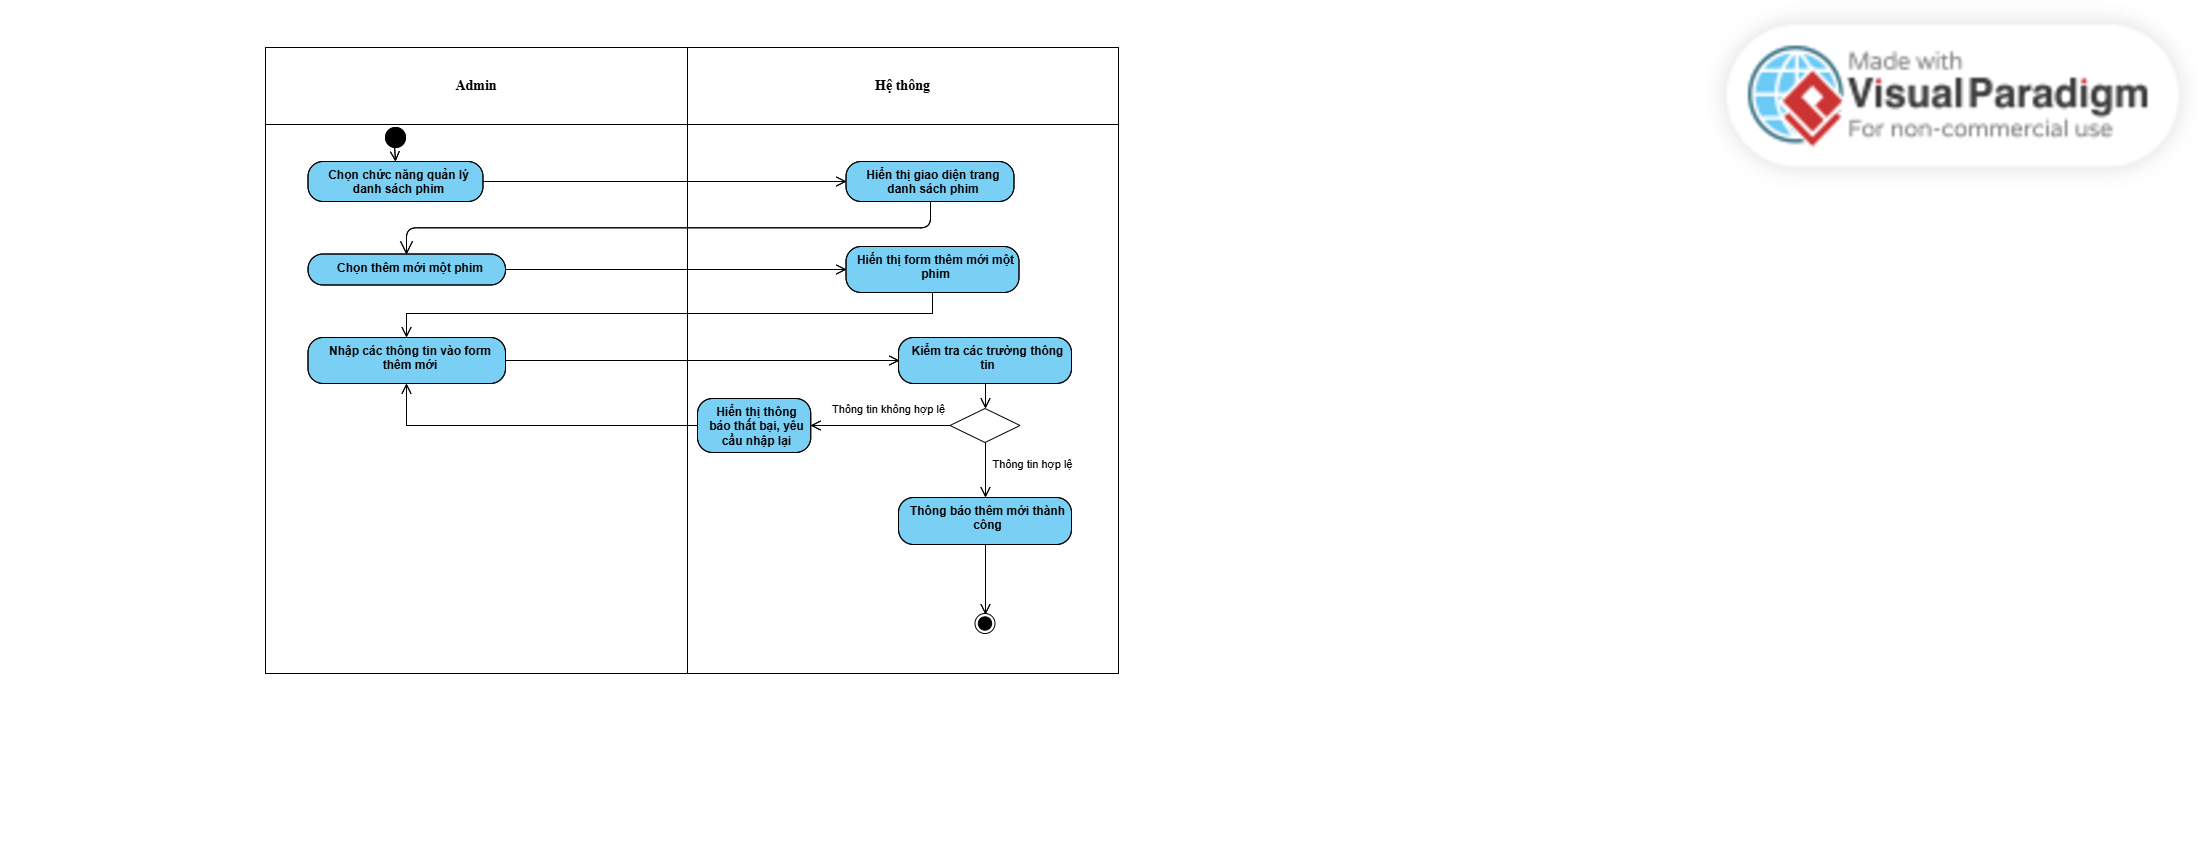 Made with
Visual Paradigm
For non-commercial use
Admin
Hệ thông
Chọn chức năng quản lý
danh sách phim
Hiển thị giao diện trang
danh sách phim
Chọn thêm mới một phim
Hiển thị form thêm mới một
phim
Nhập các thông tin vào form
thêm mới
Kiểm tra các trường thông
tin
Hiển thị thông
báo thất bại, yêu
cầu nhập lại
Thông tin không hợp lệ
Thông tin hợp lệ
Thông báo thêm mới thành
công